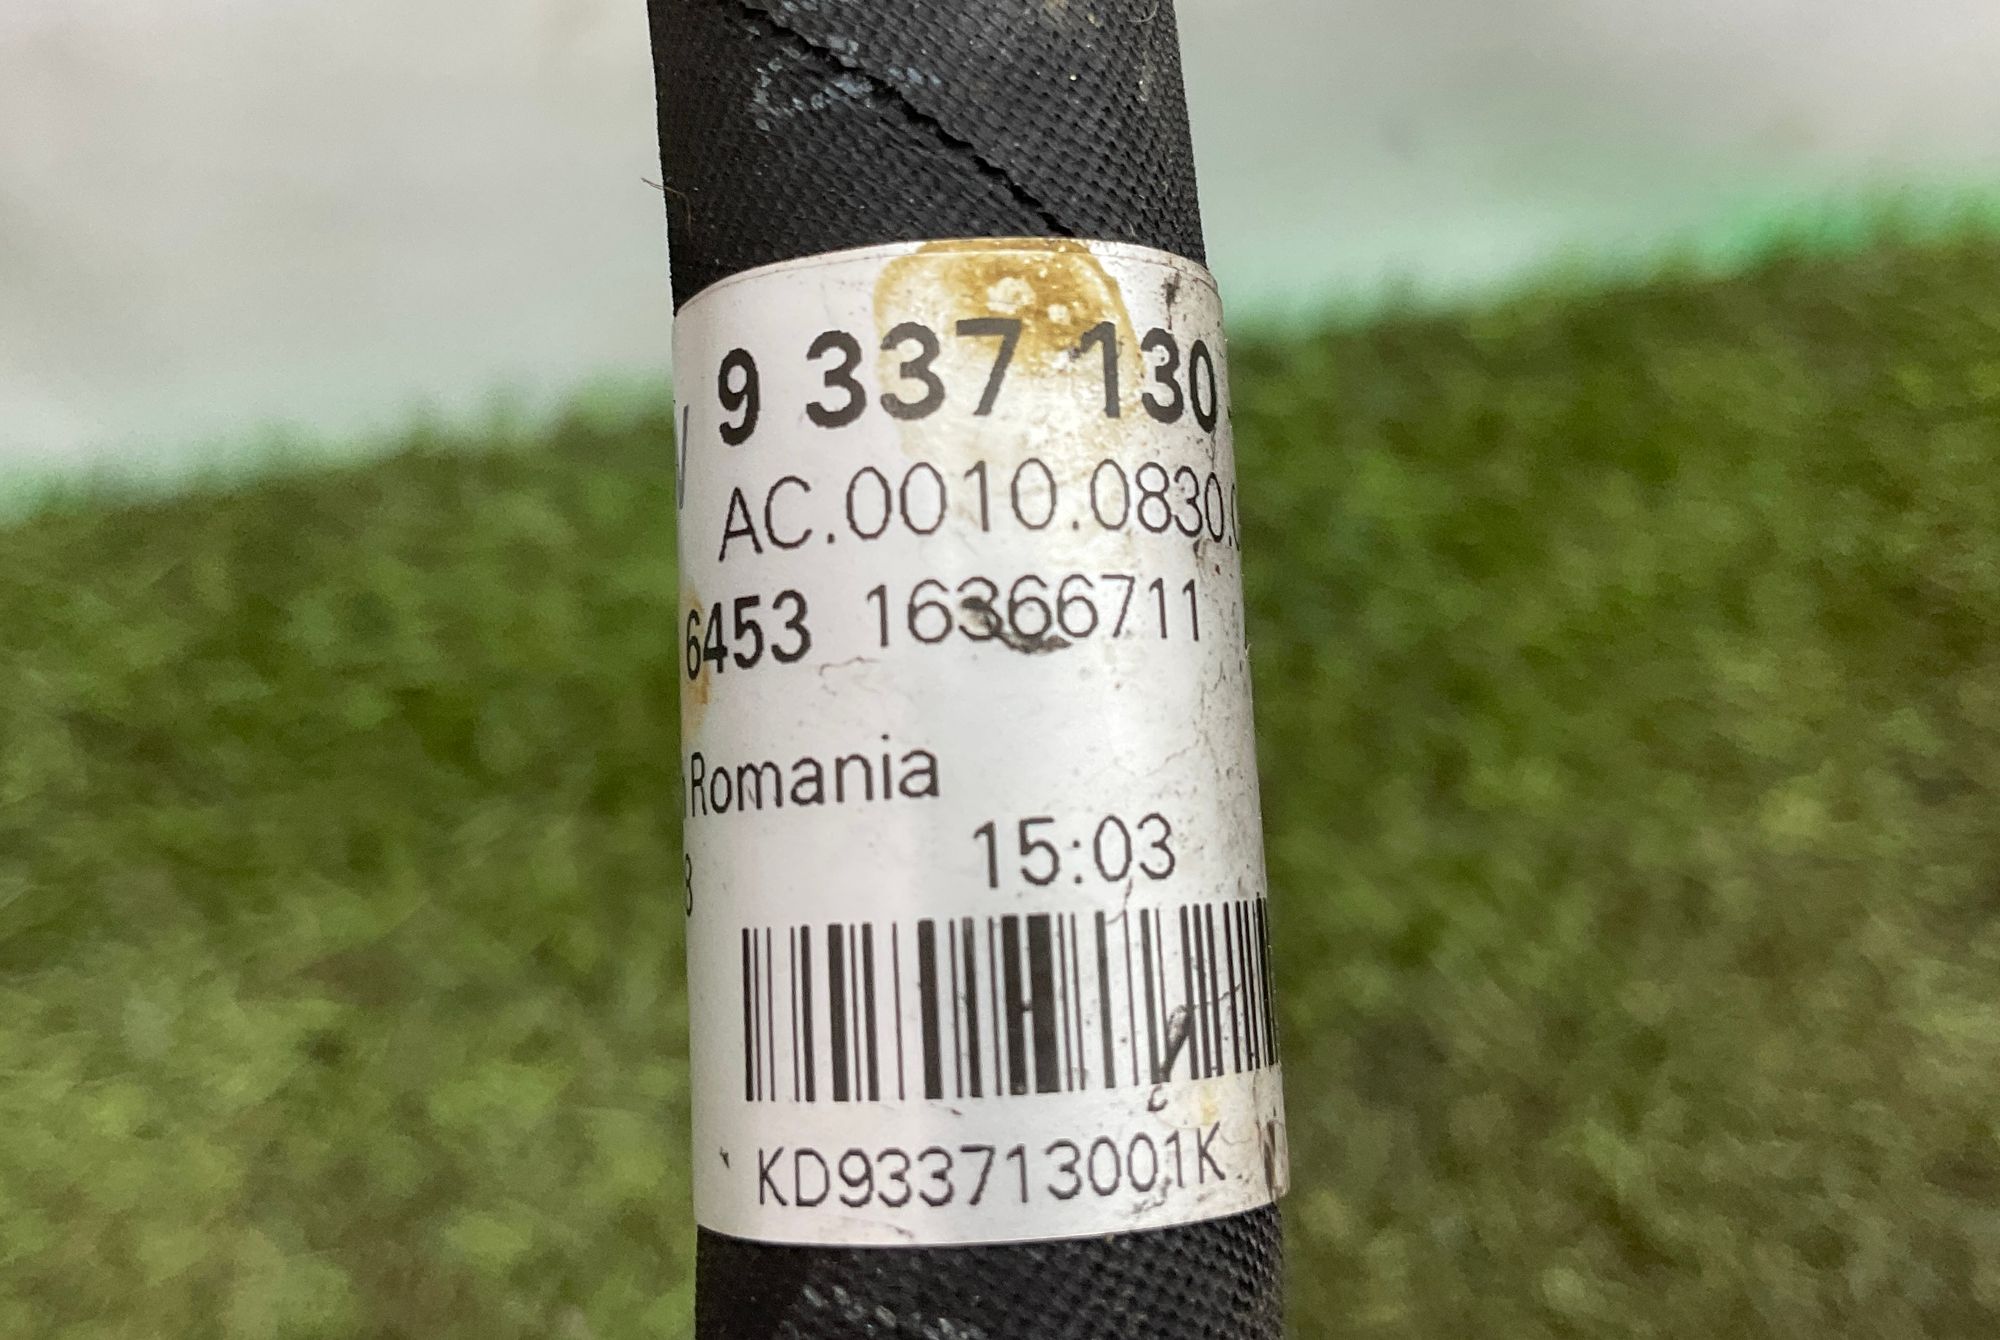 9 337 130
AC.0010.0830.
6453 16366711
Romania
15:03
KD933713001K